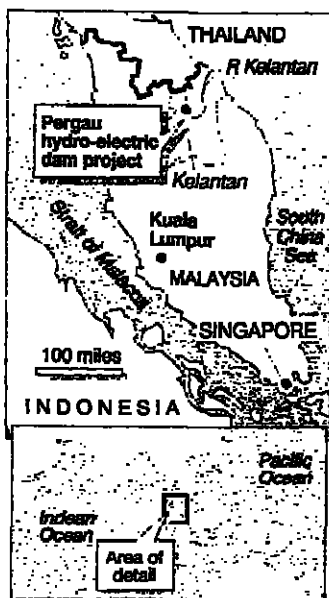 THAILAND
R Kelantan
Pergau
hydro-electric
dam project
Kelantan
Strait of Malacca
Kuala
Lumpur
South
China
Sea
MALAYSIA
SINGAPORE
100 miles
INDONESIA
Pacific
Ocean
Indean
Ocean
Area of
detail